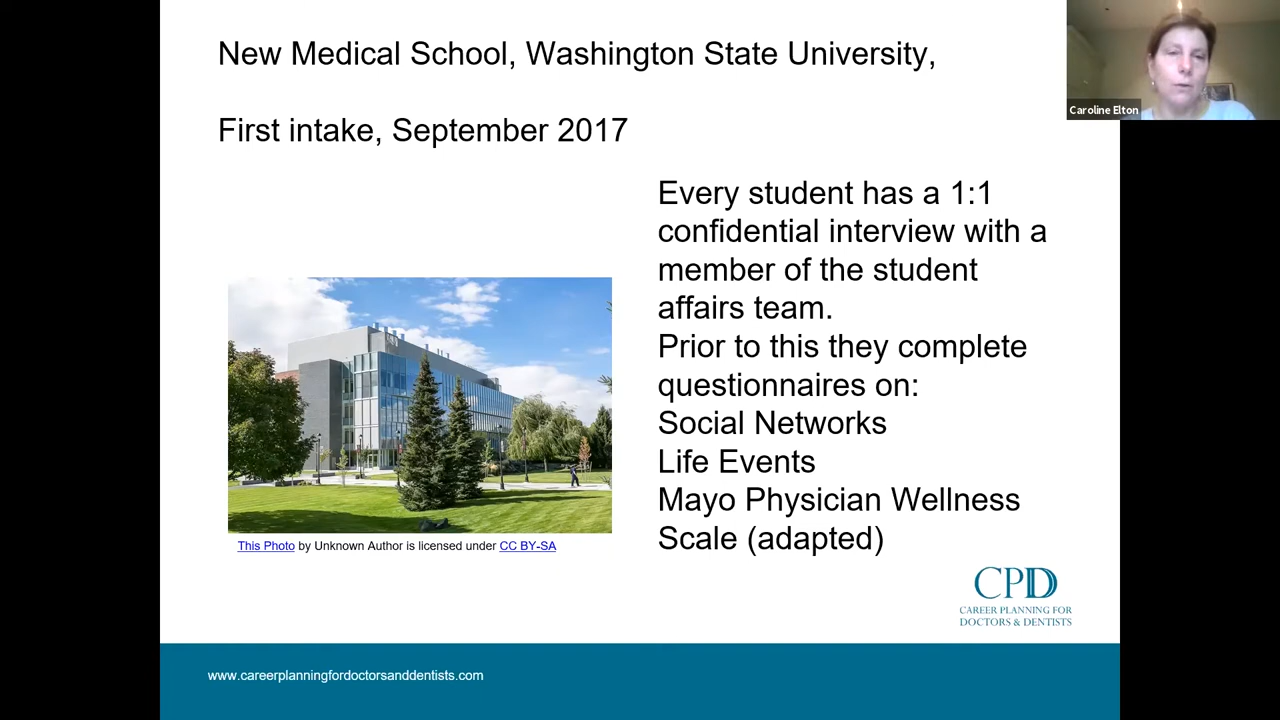 New Medical School, Washington State University,
First intake, September 2017
Caroline Elton
Every student has a 1:1
confidential interview with a
member of the student
affairs team.
Prior to this they complete
questionnaires on:
Social Networks
Life Events
Mayo Physician Wellness
Scale (adapted)
This Photo by Unknown Author is licensed under CC BY-SA
CPD
CAREER PLANNING FOR
DOCTORS & DENTISTS
www.careerplanningfordoctorsanddentists.com